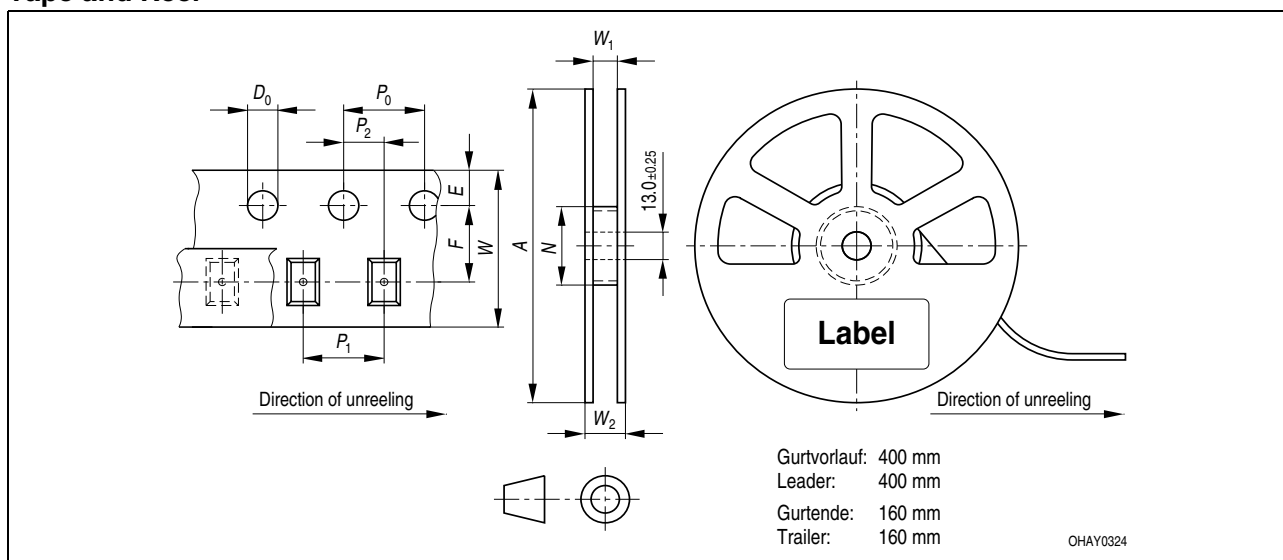 Tape and Reel
W1
D0
P0
P2
E
F
W
A
N
13.0±0.25
P1
W2
Label
Direction of unreeling
Direction of unreeling
Gurtvorlauf: 400 mm
Leader: 400 mm
Gurtende: 160 mm
Trailer: 160 mm
OHAY0324